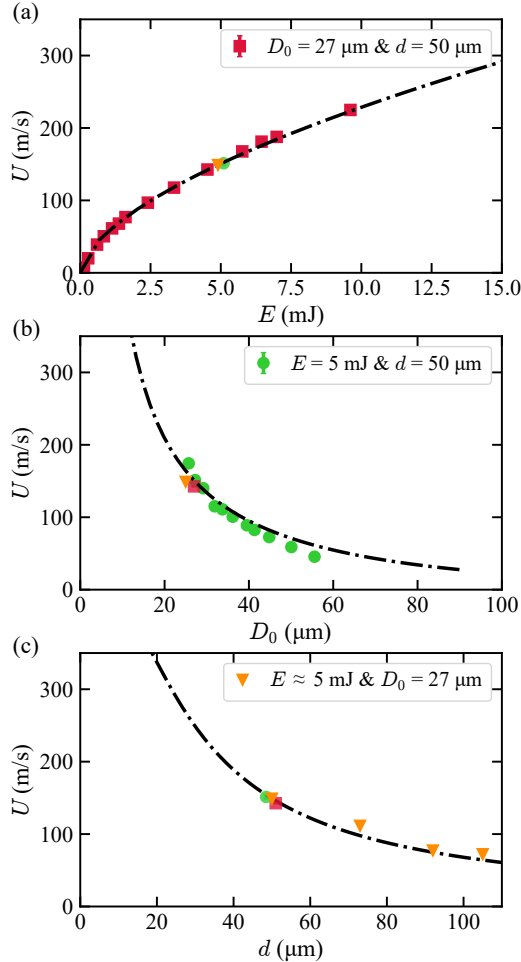 (a)
D₀ = 27 μm & d = 50 μm
300
200
100
0
U (m/s)
0.0 2.5 5.0 7.5 10.0 12.5 15.0
E (mJ)
(b)
E = 5 mJ & d = 50 μm
300
200
100
0
U (m/s)
0 20 40 60 80 100
D₀ (μm)
(c)
E ≈ 5 mJ & D₀ = 27 μm
300
200
100
0
U (m/s)
0 20 40 60 80 100
d (μm)